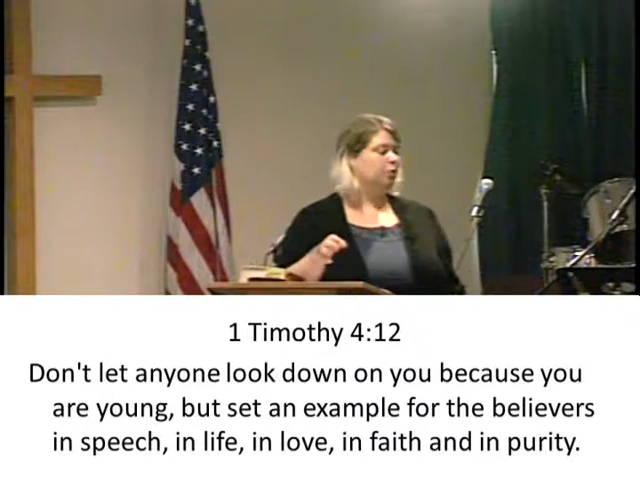 1 Timothy 4:12
Don't let anyone look down on you because you
are young, but set an example for the believers
in speech, in life, in love, in faith and in purity.